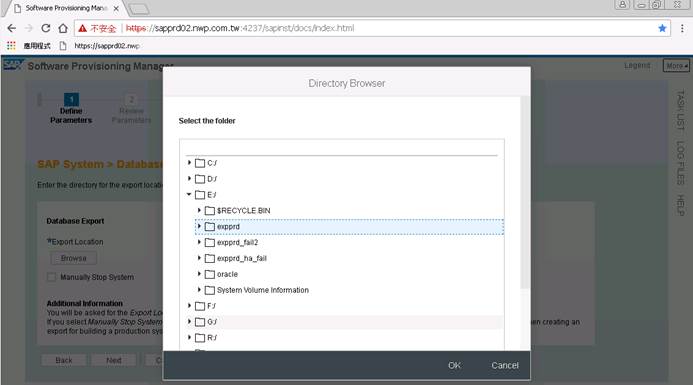 Software Provisioning Mana
不安全 https://sapprd02.nwp.com.tw:4237/sapinst/docs/index.html
應用程式 https://sapprd02.nwp
SAP Software Provisioning Manager
Legend More
1 2
Define Review
Parameters Parameters
TASK LIST
LOG FILES
HELP
SAP System > Databas
Enter the directory for the export locatio
Database Export
*Export Location
Browse
Manually Stop System
Additional Information
You will be asked for the Export Lo
If you select Manually Stop System
hen creating an
export for building a production sys
Back Next
Directory Browser
Select the folder
C:/
D:/
E:/
$RECYCLE.BIN
expprd
expprd_fail2
expprd_ha_fail
oracle
System Volume Information
F:/
G:/
R:/
OK Cancel